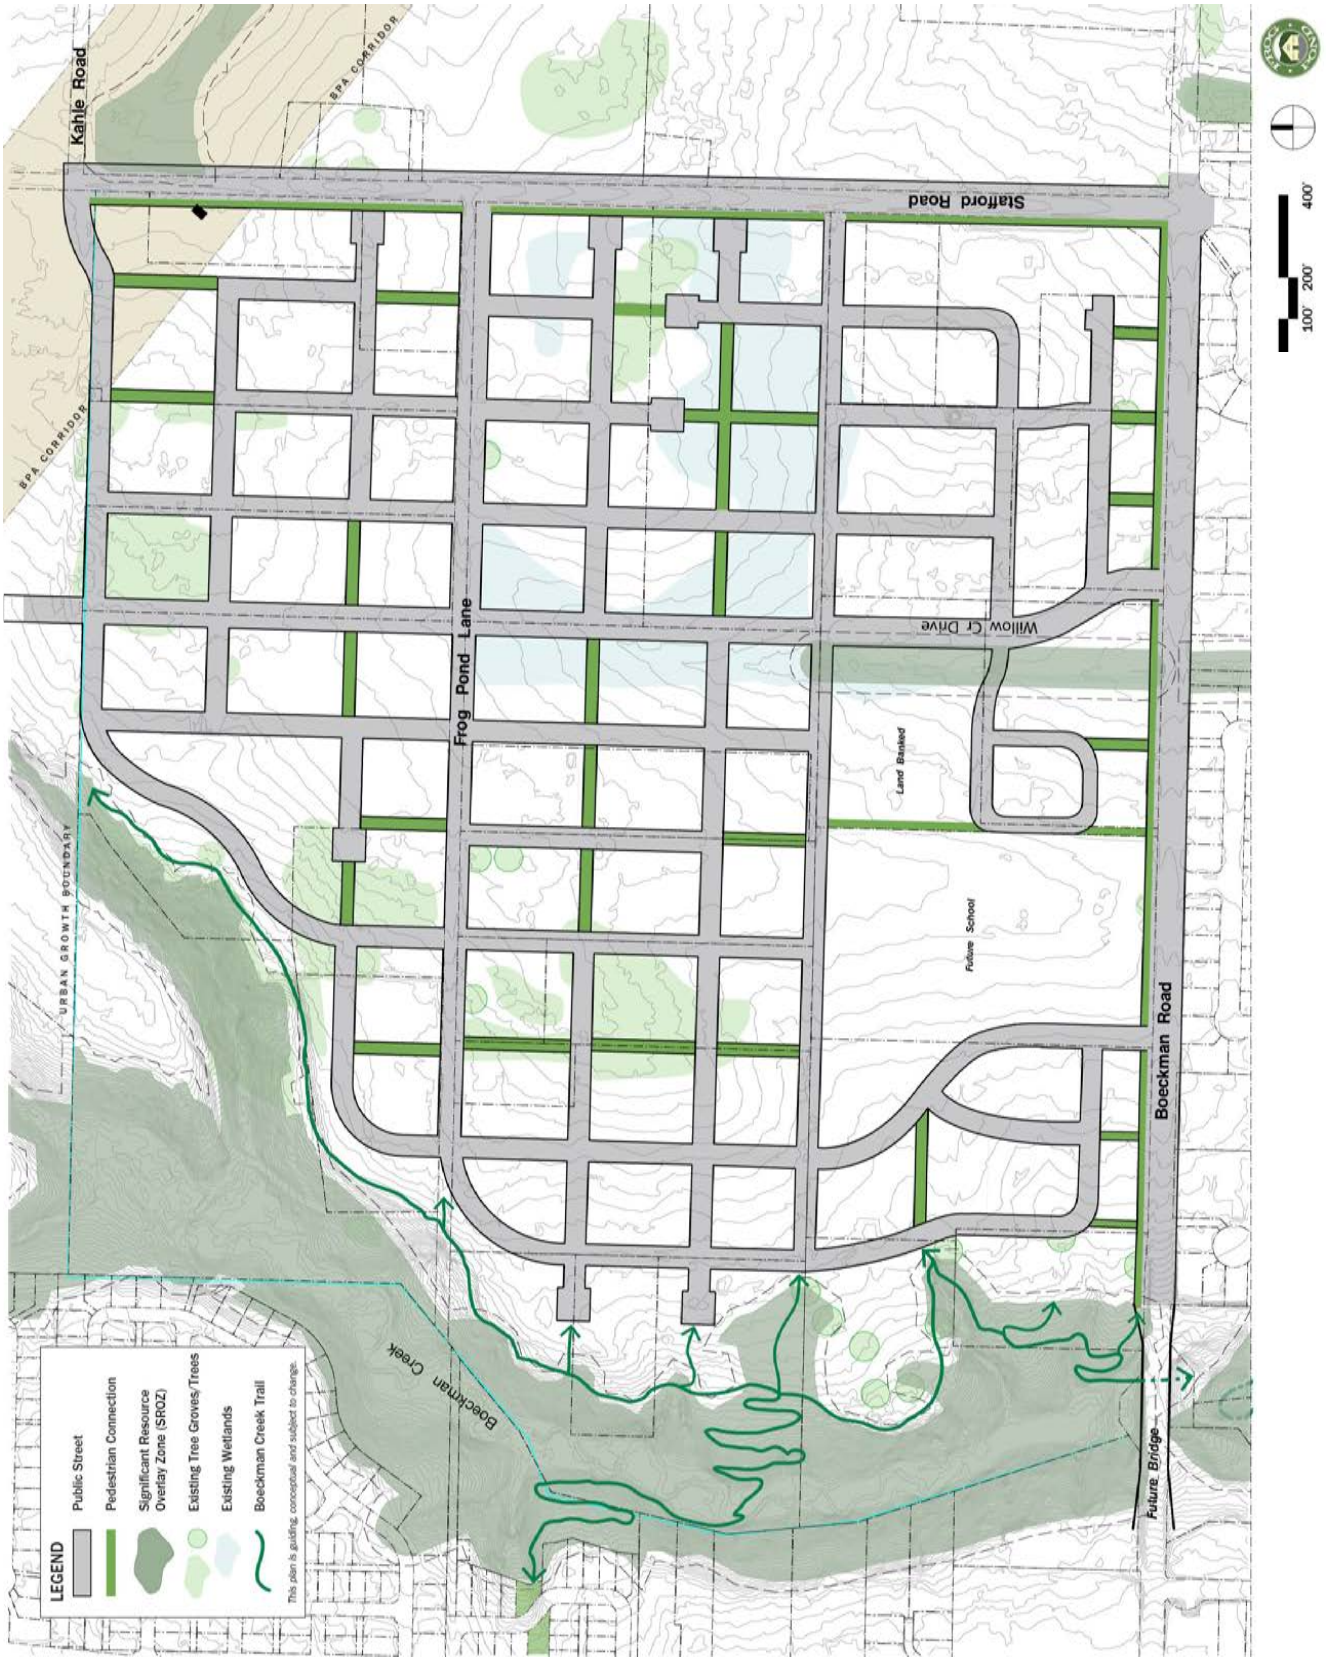 Kahle Road
BPA CORRIDOR
BPA CORRIDOR
Stafford Road
Frog Pond Lane
Willow Cr Drive
Land Banked
Future School
URBAN GROWTH BOUNDARY
Boeckman Creek
Boeckman Road
Future Bridge
LEGEND
Public Street
Pedestrian Connection
Significant Resource
Overlay Zone (SROZ)
Existing Tree Groves/Trees
Existing Wetlands
Boeckman Creek Trail
This plan is guiding, conceptual and subject to change.
FROG POND
100' 200' 400'